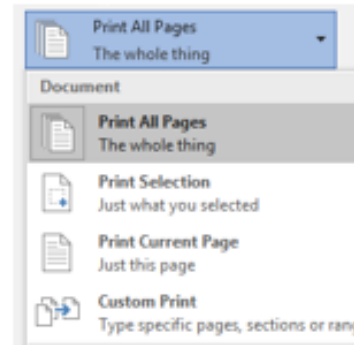 Print All Pages
The whole thing
Document
Print All Pages
The whole thing
Print Selection
Just what you selected
Print Current Page
Just this page
Custom Print
Type specific pages, sections or